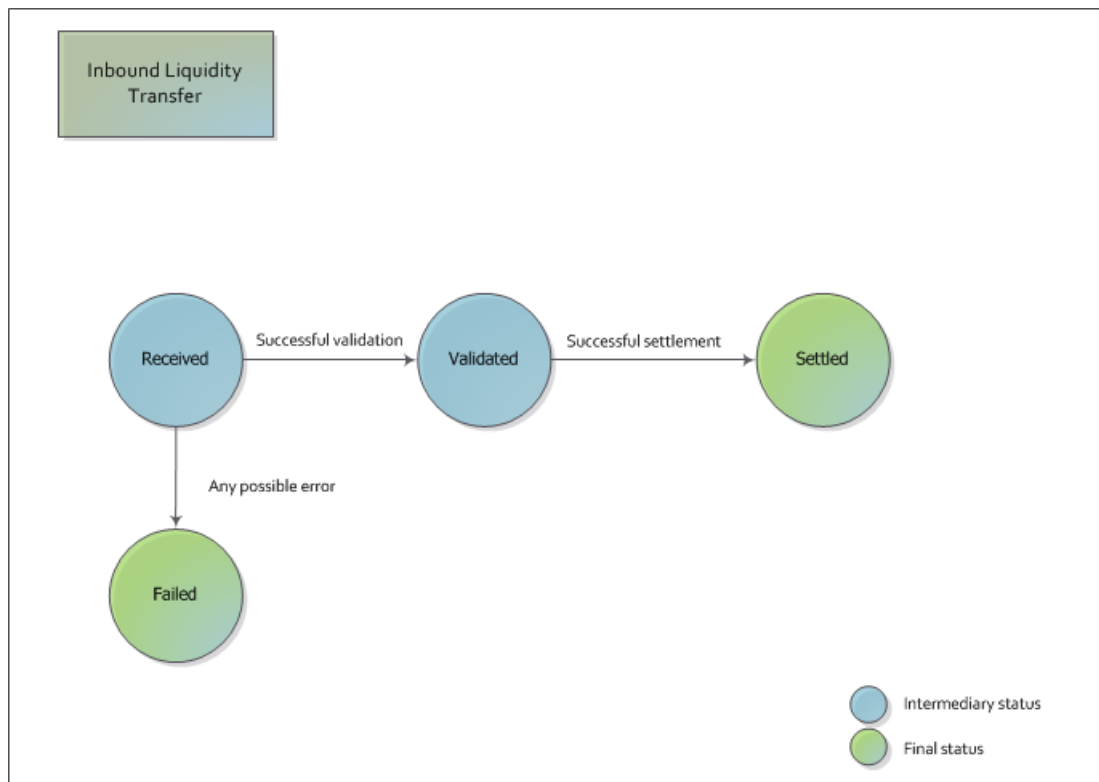 Inbound Liquidity
Transfer
Received
Successful validation
Validated
Successful settlement
Settled
Any possible error
Failed
Intermediary status
Final status